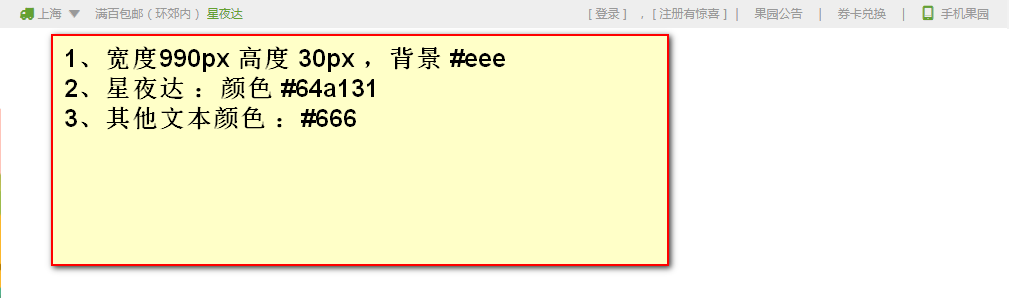 上海 满百包邮（环郊内） 星夜达 [ 登录 ] ，[ 注册有惊喜 ] | 果园公告 | 券卡兑换 | 手机果园
1、宽度990px 高度 30px ，背景 #eee
2、星夜达 ：颜色 #64a131
3、其他文本颜色 ：#666